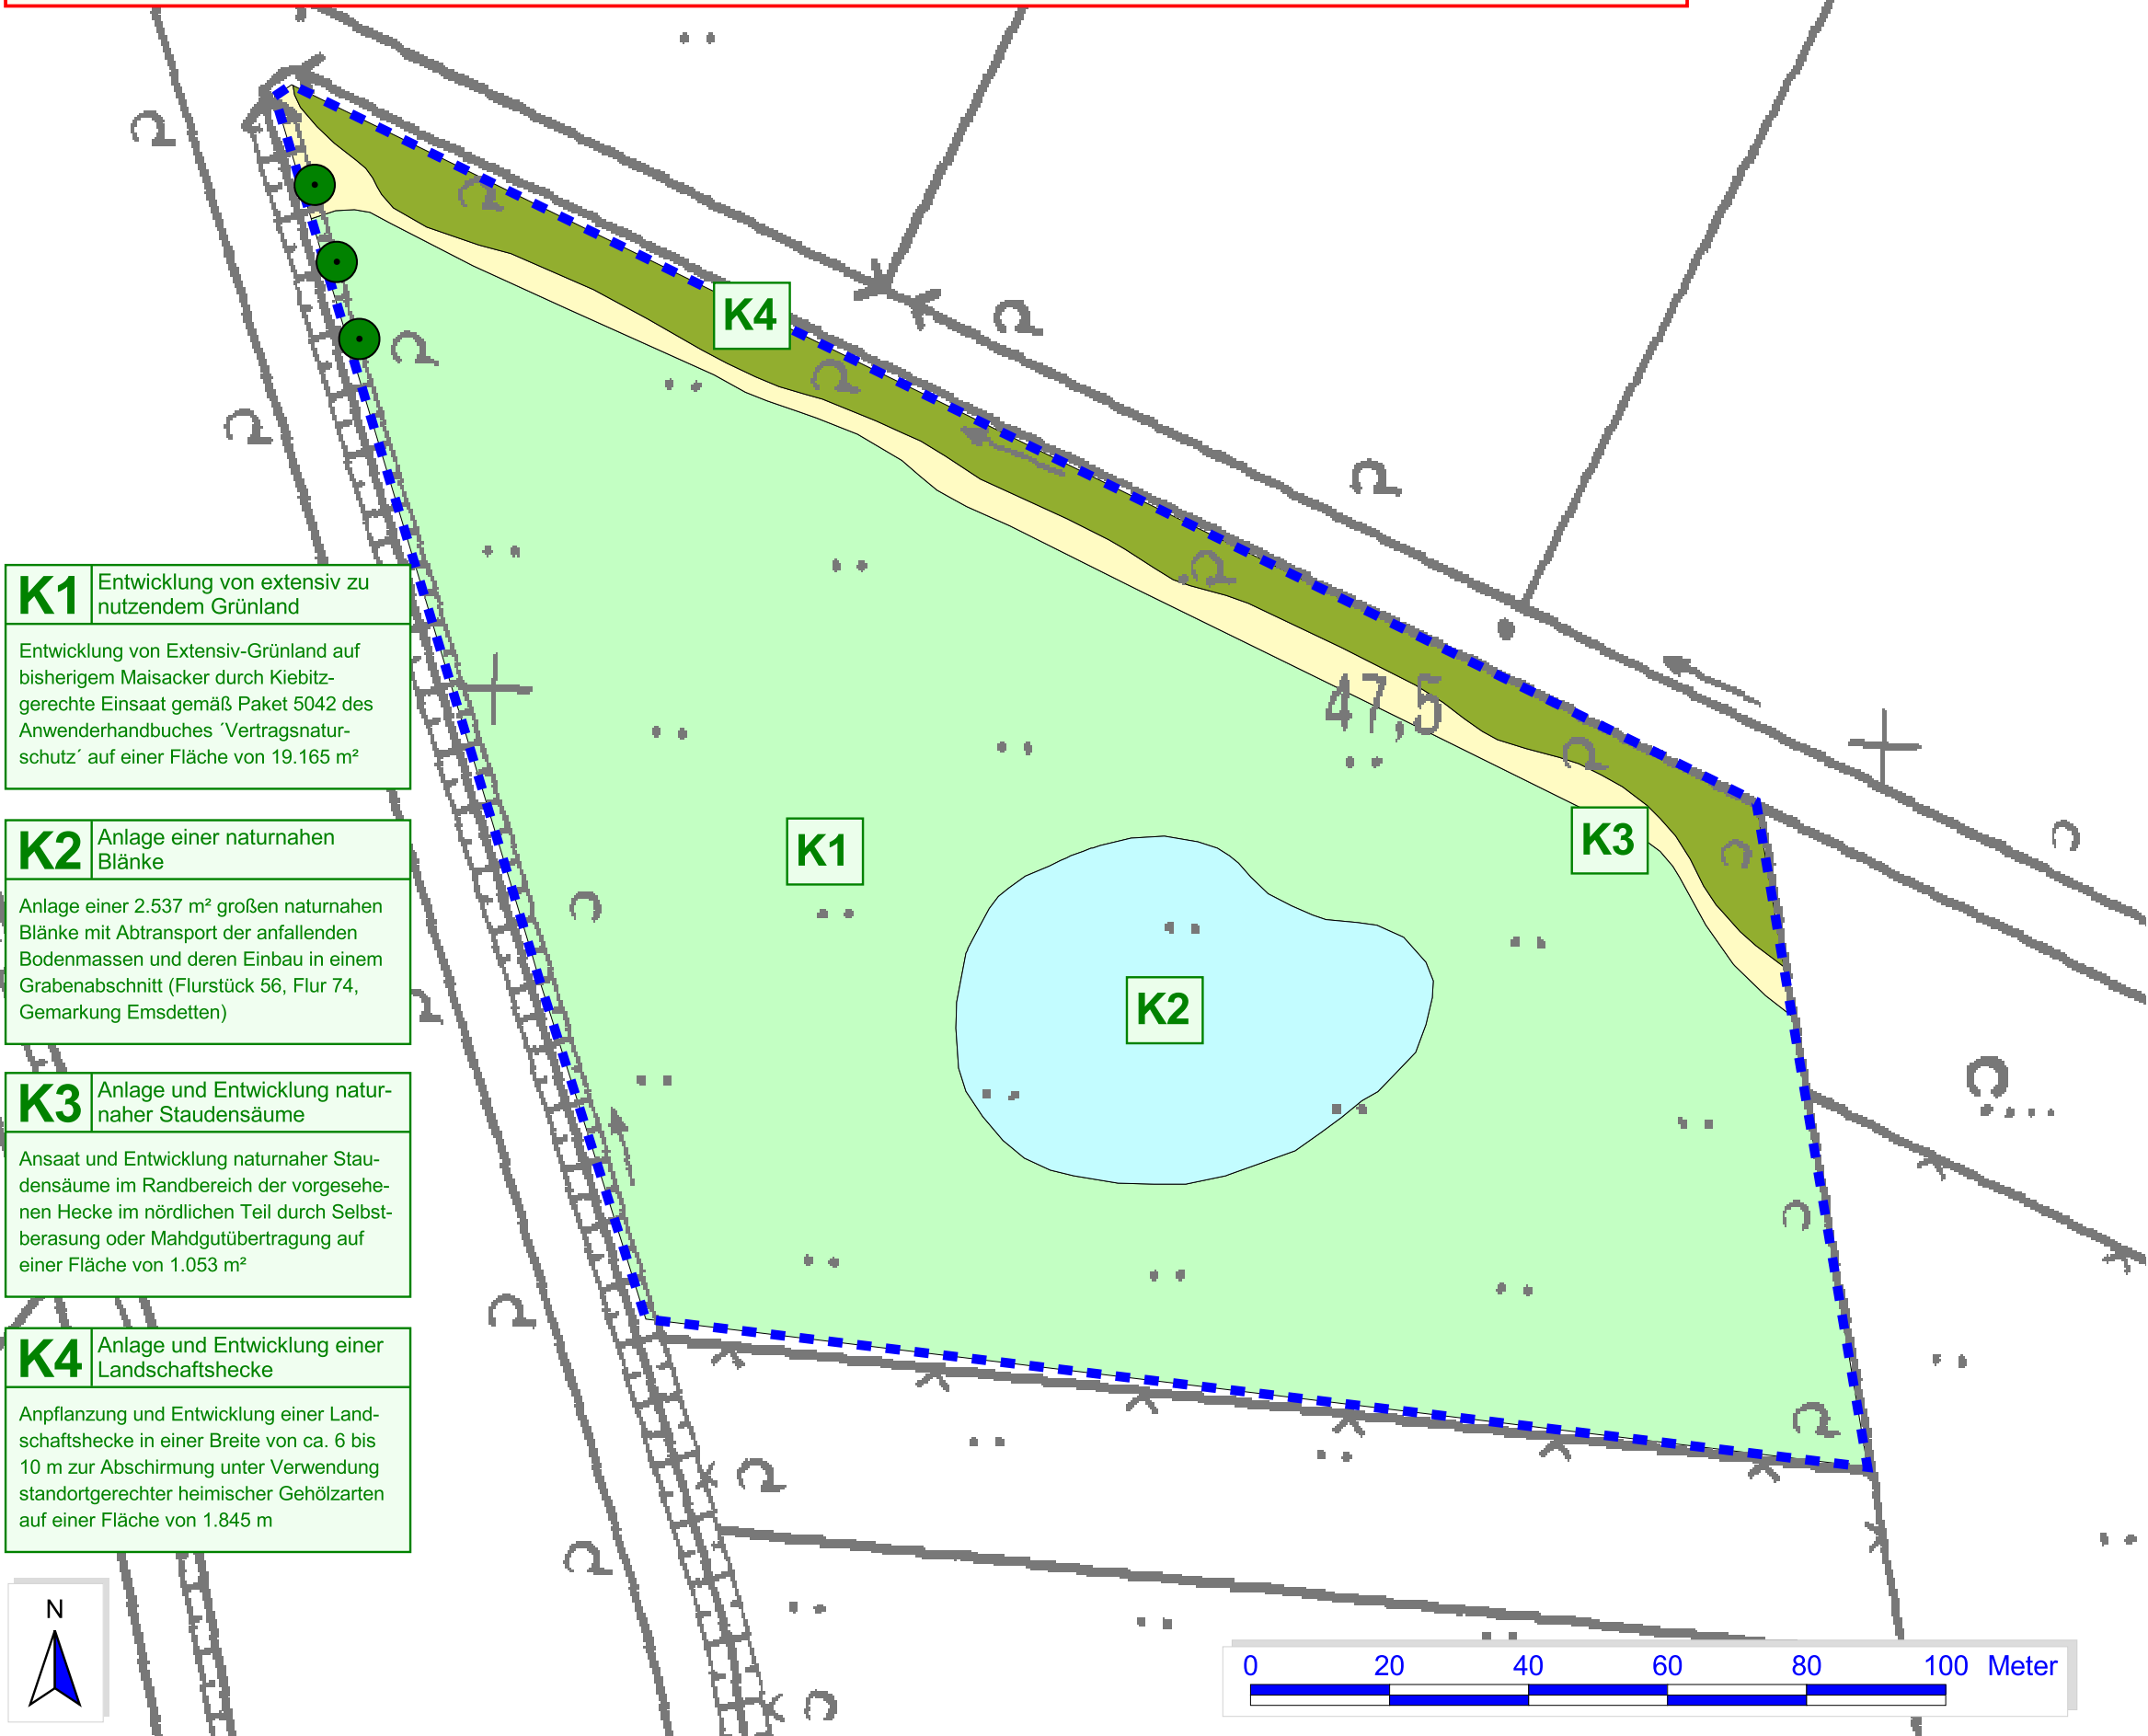 K4
47,5
K1
K3
K2
K1
Entwicklung von extensiv zu
nutzendem Grünland
Entwicklung von Extensiv-Grünland auf
bisherigem Maisacker durch Kiebitz-
gerechte Einsaat gemäß Paket 5042 des
Anwenderhandbuches ´Vertragsnatur-
schutz´ auf einer Fläche von 19.165 m²
K2
Anlage einer naturnahen
Blänke
Anlage einer 2.537 m² großen naturnahen
Blänke mit Abtransport der anfallenden
Bodenmassen und deren Einbau in einem
Grabenabschnitt (Flurstück 56, Flur 74,
Gemarkung Emsdetten)
K3
Anlage und Entwicklung natur-
naher Staudensäume
Ansaat und Entwicklung naturnaher Stau-
densäume im Randbereich der vorgesehe-
nen Hecke im nördlichen Teil durch Selbst-
berasung oder Mahdgutübertragung auf
einer Fläche von 1.053 m²
K4
Anlage und Entwicklung einer
Landschaftshecke
Anpflanzung und Entwicklung einer Land-
schaftshecke in einer Breite von ca. 6 bis
10 m zur Abschirmung unter Verwendung
standortgerechter heimischer Gehölzarten
auf einer Fläche von 1.845 m
N
0 20 40 60 80 100 Meter